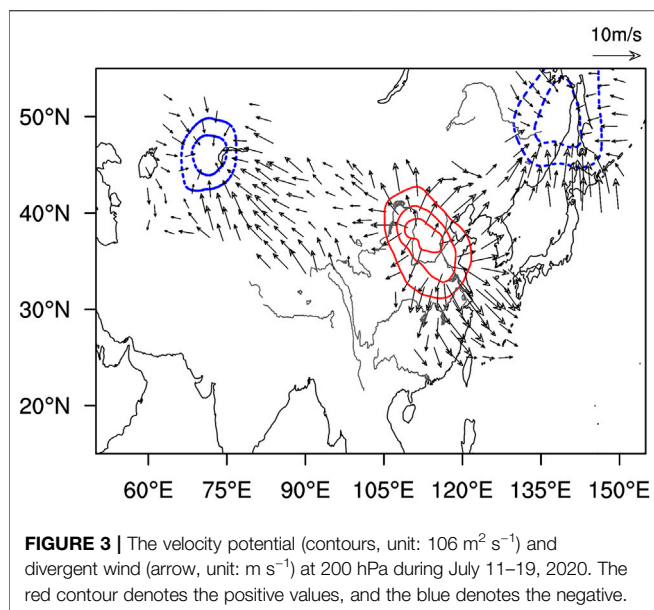 10m/s
50°N
40°N
30°N
20°N
60°E 75°E 90°E 105°E 120°E 135°E 150°E
FIGURE 3 | The velocity potential (contours, unit: 106 m² s⁻¹) and
divergent wind (arrow, unit: m s⁻¹) at 200 hPa during July 11–19, 2020. The
red contour denotes the positive values, and the blue denotes the negative.